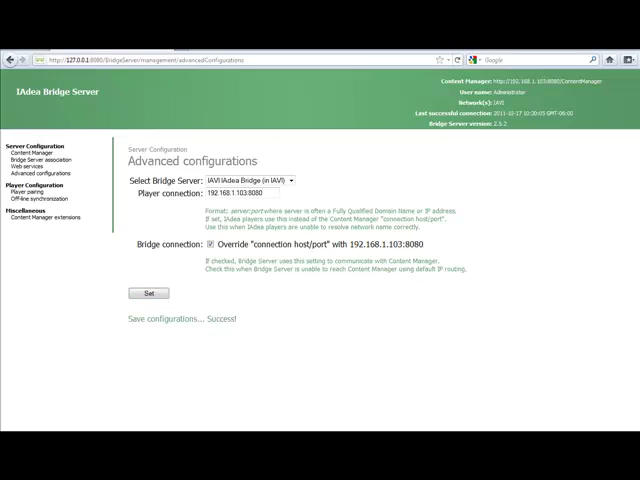 http://127.0.0.1:8080/BridgeServer/management/advancedConfigurations
Google
IAdea Bridge Server
Content Manager: http://192.168.1.103:8080/ContentManager
User name: Administrator
Network(s): IAVI
Last successful connection: 2011-10-17 10:20:05 GMT-06:00
Bridge Server version: 2.5.2
Server Configuration
Content Manager
Bridge Server association
Web services
Advanced configurations
Player Configuration
Player pairing
Off-line synchronization
Miscellaneous
Content Manager extensions
Server Configuration
Advanced configurations
Select Bridge Server: IAVI IAdea Bridge (in IAVI)
Player connection: 192.168.1.103:8080
Format: server:port where server is often a Fully Qualified Domain Name or IP address.
If set, IAdea players use this instead of the Content Manager "connection host/port".
Use this when IAdea players are unable to resolve network name correctly.
Bridge connection: Override "connection host/port" with 192.168.1.103:8080
If checked, Bridge Server uses this setting to communicate with Content Manager.
Check this when Bridge Server is unable to reach Content Manager using default IP routing.
Set
Save configurations... Success!